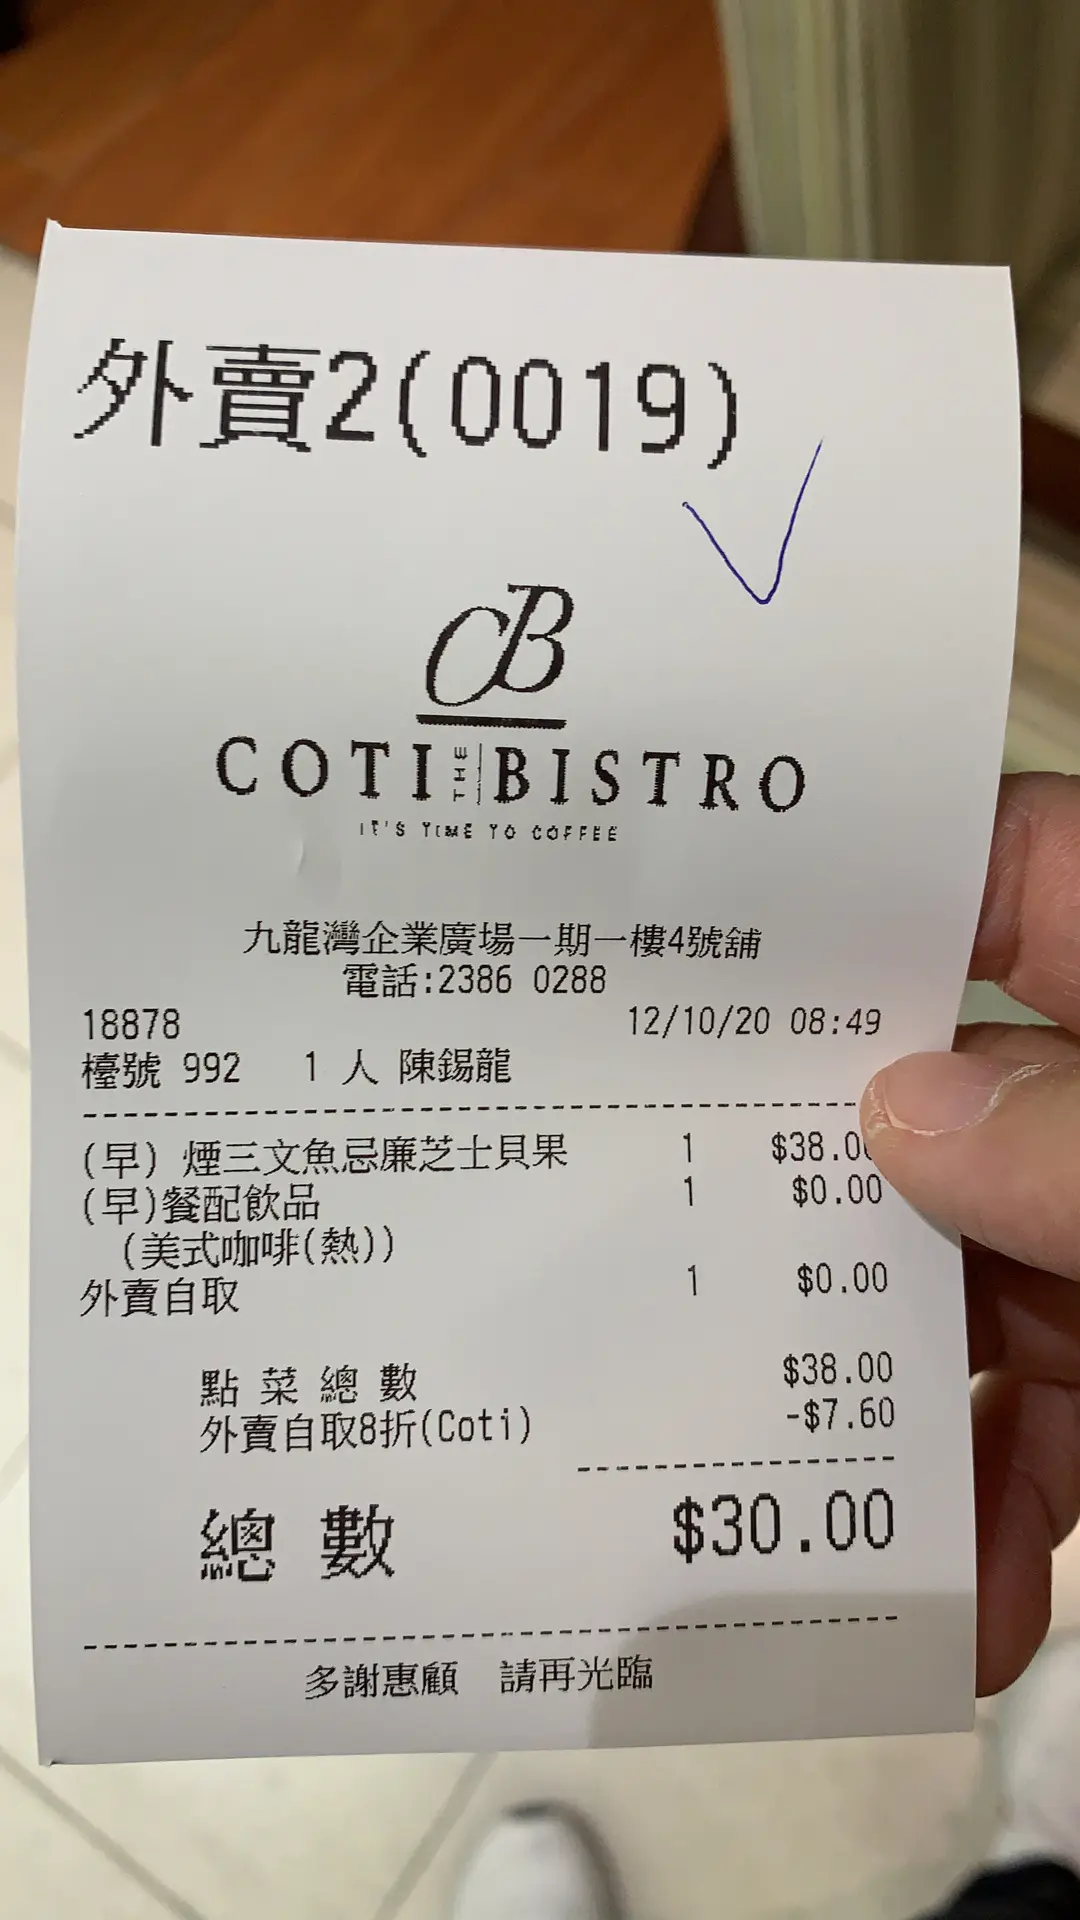 外賣2(0019)
CB
COTI THE BISTRO
IT'S TIME TO COFFEE
九龍灣企業廣場一期一樓4號舖
電話:2386 0288
18878 12/10/20 08:49
檯號 992 1 人 陳錫龍
(早) 煙三文魚忌廉芝士貝果 1 $38.00
(早)餐配飲品 1 $0.00
(美式咖啡(熱))
外賣自取 1 $0.00
點 菜 總 數 $38.00
外賣自取8折(Coti) -$7.60
總 數 $30.00
多謝惠顧 請再光臨